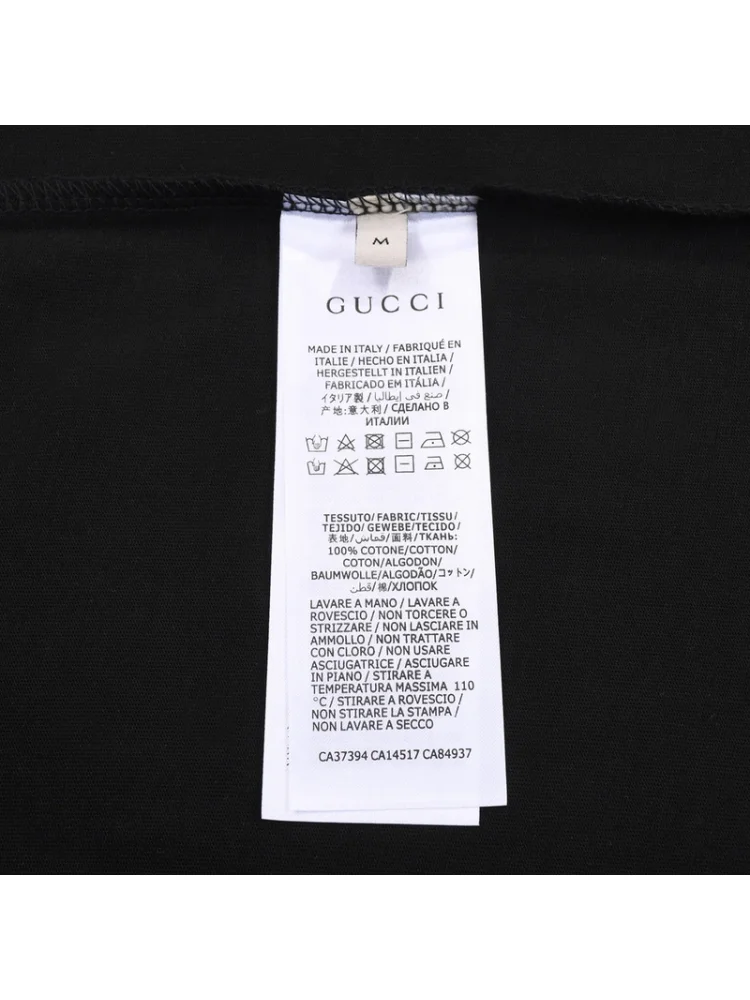 M
GUCCI
MADE IN ITALY / FABRIQUÉ EN
ITALIE / HECHO EN ITALIA /
HERGESTELLT IN ITALIEN /
FABRICADO EM ITÁLIA /
イタリア製 / صنع في إيطاليا /
产地:意大利 / СДЕЛАНО В
ИТАЛИИ
TESSUTO/FABRIC/TISSU/
TEJIDO/GEWEBE/TECIDO/
表地/قماش/面料/ТКАНЬ:
100% COTONE/COTTON/
COTON/ALGODON/
BAUMWOLLE/ALGODÃO/コットン/
قطن/棉/ХЛОПОК
LAVARE A MANO / LAVARE A
ROVESCIO / NON TORCERE O
STRIZZARE / NON LASCIARE IN
AMMOLLO / NON TRATTARE
CON CLORO / NON USARE
ASCIUGATRICE / ASCIUGARE
IN PIANO / STIRARE A
TEMPERATURA MASSIMA 110
°C / STIRARE A ROVESCIO /
NON STIRARE LA STAMPA /
NON LAVARE A SECCO
CA37394 CA14517 CA84937